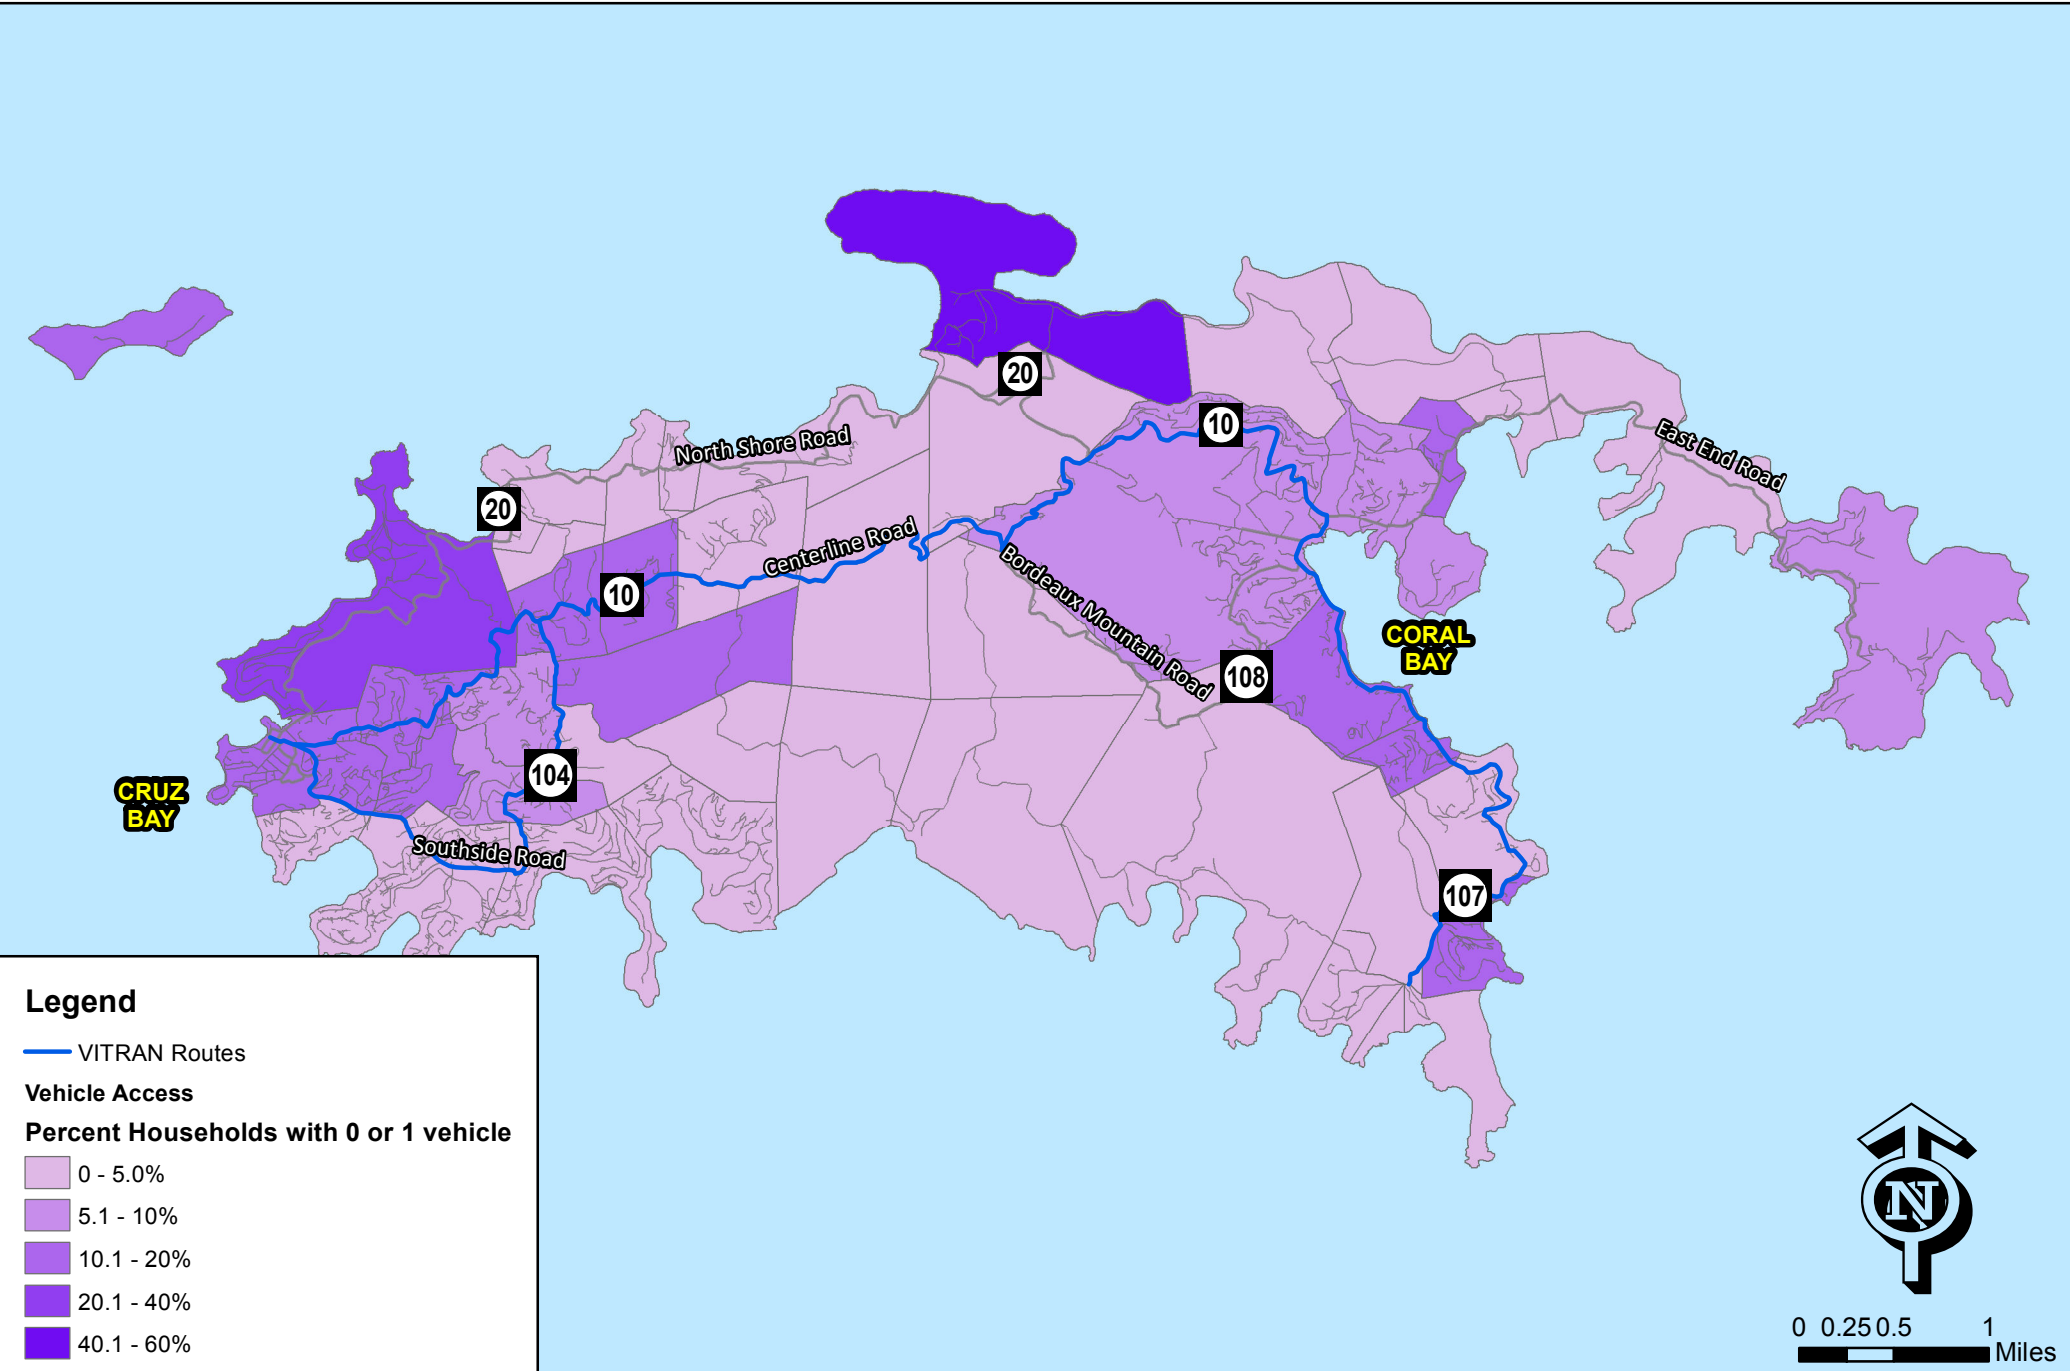 20
10
East End Road
North Shore Road
20
Centerline Road
10
Bordeaux Mountain Road
CORAL
BAY
108
104
CRUZ
BAY
Southside Road
107
Legend
VITRAN Routes
Vehicle Access
Percent Households with 0 or 1 vehicle
0 - 5.0%
5.1 - 10%
10.1 - 20%
20.1 - 40%
40.1 - 60%
N
0 0.25 0.5 1
Miles